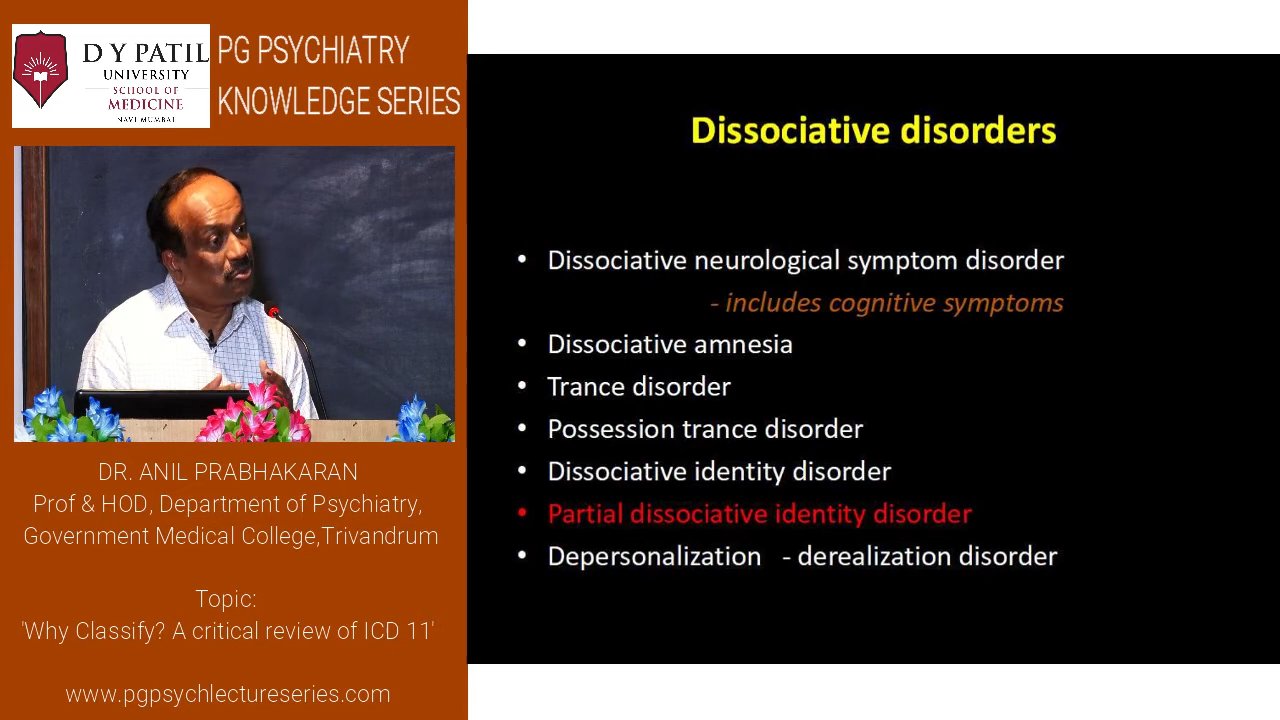 D Y PATIL
UNIVERSITY
SCHOOL OF
MEDICINE
NAVI MUMBAI
PG PSYCHIATRY
KNOWLEDGE SERIES
DR. ANIL PRABHAKARAN
Prof & HOD, Department of Psychiatry,
Government Medical College,Trivandrum
Topic:
'Why Classify? A critical review of ICD 11'
www.pgpsychlectureseries.com
Dissociative disorders
• Dissociative neurological symptom disorder
- includes cognitive symptoms
• Dissociative amnesia
• Trance disorder
• Possession trance disorder
• Dissociative identity disorder
• Partial dissociative identity disorder
• Depersonalization - derealization disorder